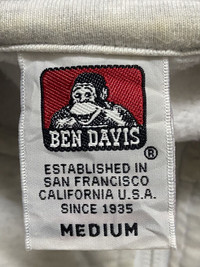 BEN DAVIS
®
ESTABLISHED IN
SAN FRANCISCO
CALIFORNIA U.S.A.
SINCE 1935
MEDIUM